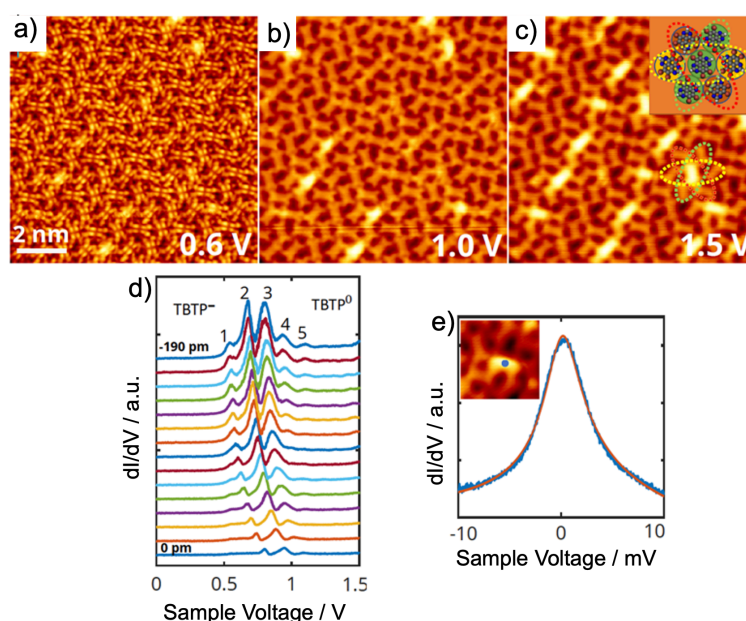 a)
b)
c)
2 nm
0.6 V
1.0 V
1.5 V
d)
TBTP⁻
1
2
3
4
5
TBTP⁰
-190 pm
0 pm
dI/dV / a.u.
0
0.5
1
1.5
Sample Voltage / V
e)
dI/dV / a.u.
-10
0
10
Sample Voltage / mV